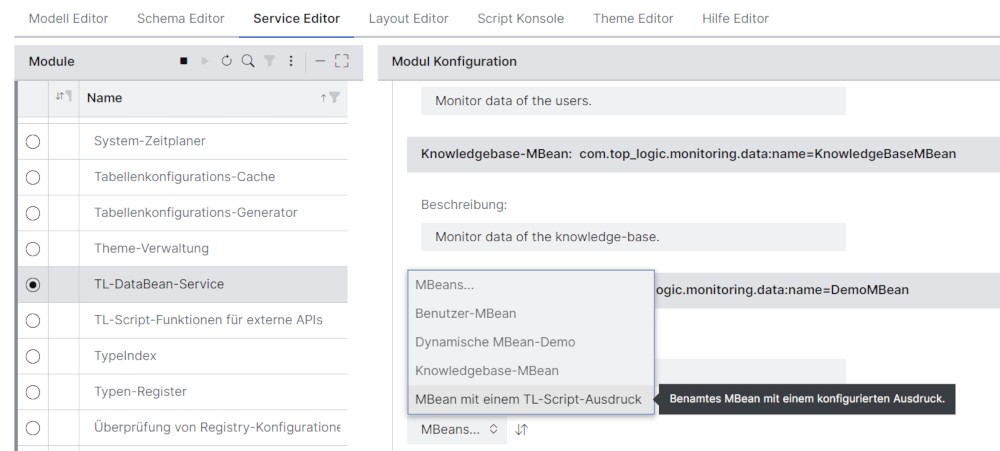 Modell Editor Schema Editor Service Editor Layout Editor Script Konsole Theme Editor Hilfe Editor
Module
Name
System-Zeitplaner
Tabellenkonfigurations-Cache
Tabellenkonfigurations-Generator
Theme-Verwaltung
TL-DataBean-Service
TL-Script-Funktionen für externe APIs
TypeIndex
Typen-Register
Überprüfung von Registry-Konfiguratione
Modul Konfiguration
Monitor data of the users.
Knowledgebase-MBean: com.top_logic.monitoring.data:name=KnowledgeBaseMBean
Beschreibung:
Monitor data of the knowledge-base.
ogic.monitoring.data:name=DemoMBean
MBeans...
Benutzer-MBean
Dynamische MBean-Demo
Knowledgebase-MBean
MBean mit einem TL-Script-Ausdruck
Benamtes MBean mit einem konfigurierten Ausdruck.
MBeans...